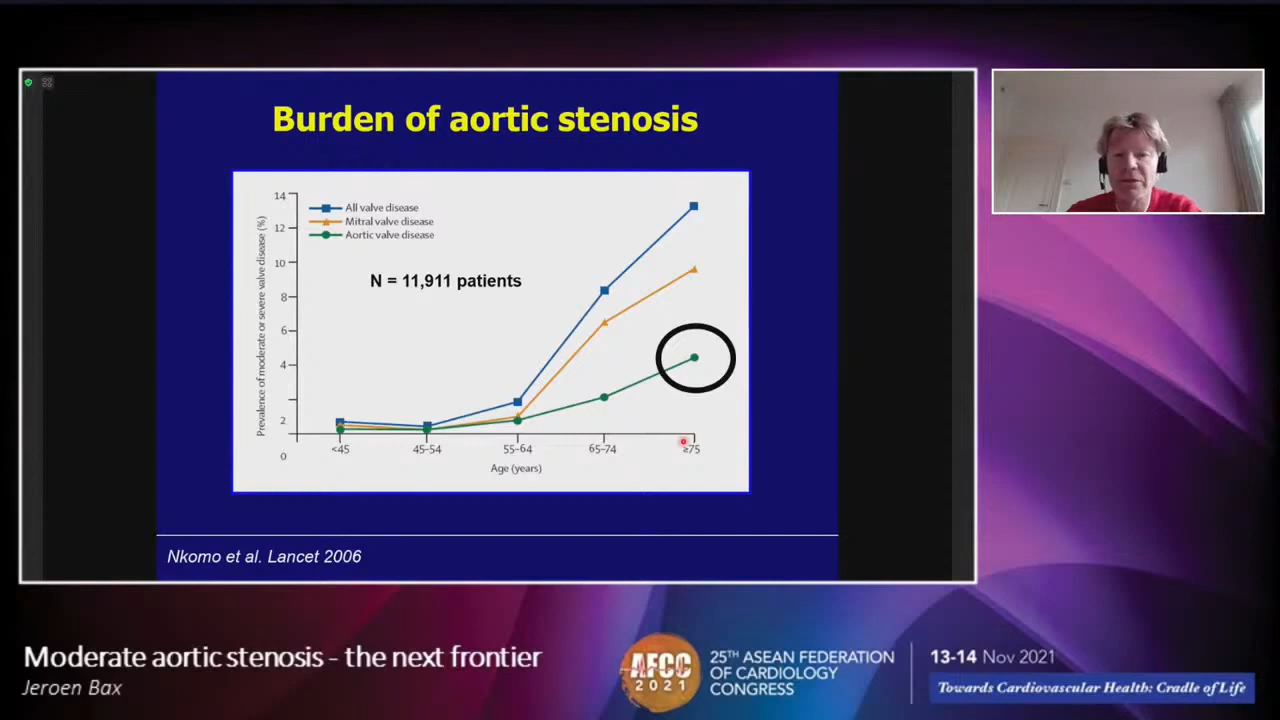 Burden of aortic stenosis
Prevalence of moderate or severe valve disease (%)
14
12
10
8
6
4
2
0
All valve disease
Mitral valve disease
Aortic valve disease
N = 11,911 patients
<45
45–54
55–64
65–74
≥75
Age (years)
Nkomo et al. Lancet 2006
Moderate aortic stenosis - the next frontier
Jeroen Bax
AFCC
2021
25TH ASEAN FEDERATION
OF CARDIOLOGY
CONGRESS
13-14 Nov 2021
Towards Cardiovascular Health: Cradle of Life